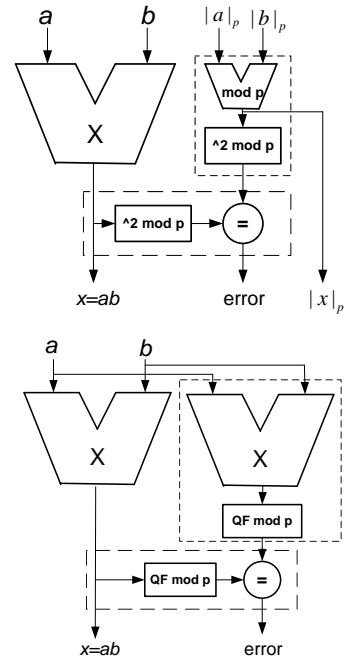 a b |a|p |b|p
mod p
X
^2 mod p
^2 mod p =
x=ab error |x|p
a b
X X
QF mod p
QF mod p =
x=ab error